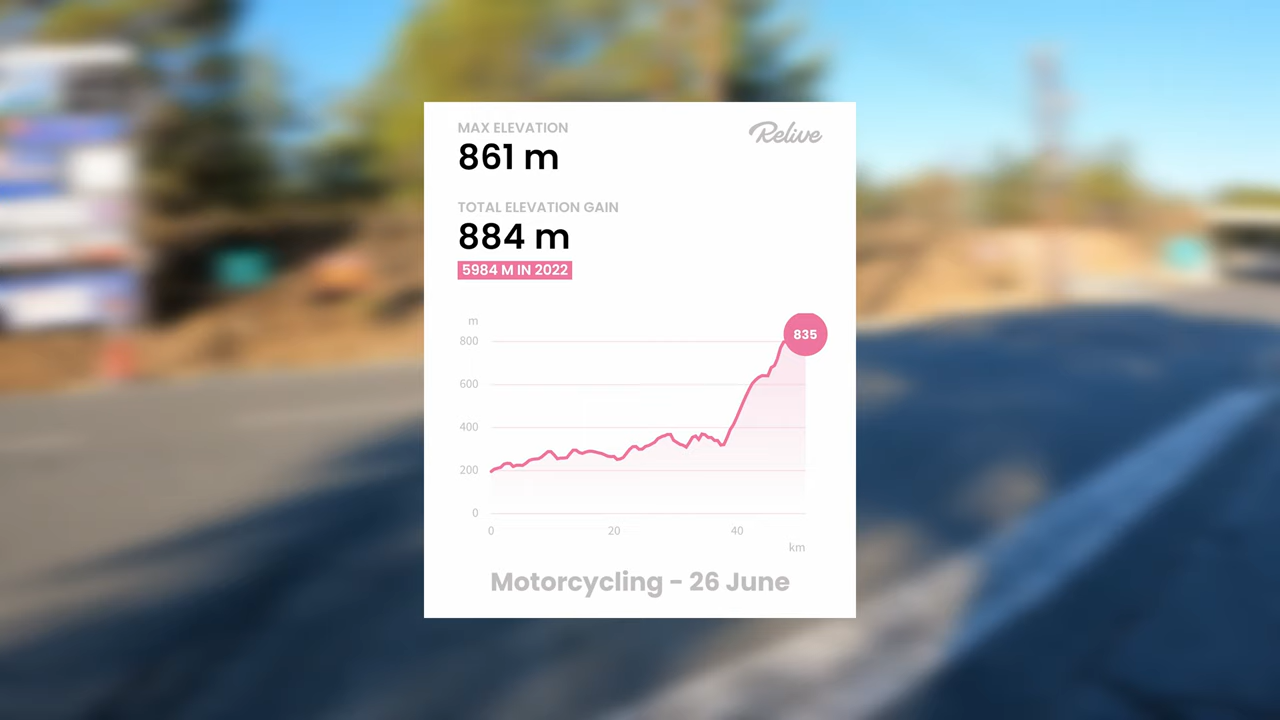 MAX ELEVATION
Relive
861 m
TOTAL ELEVATION GAIN
884 m
5984 M IN 2022
m
835
800
600
400
200
0
0 20 40
km
Motorcycling - 26 June